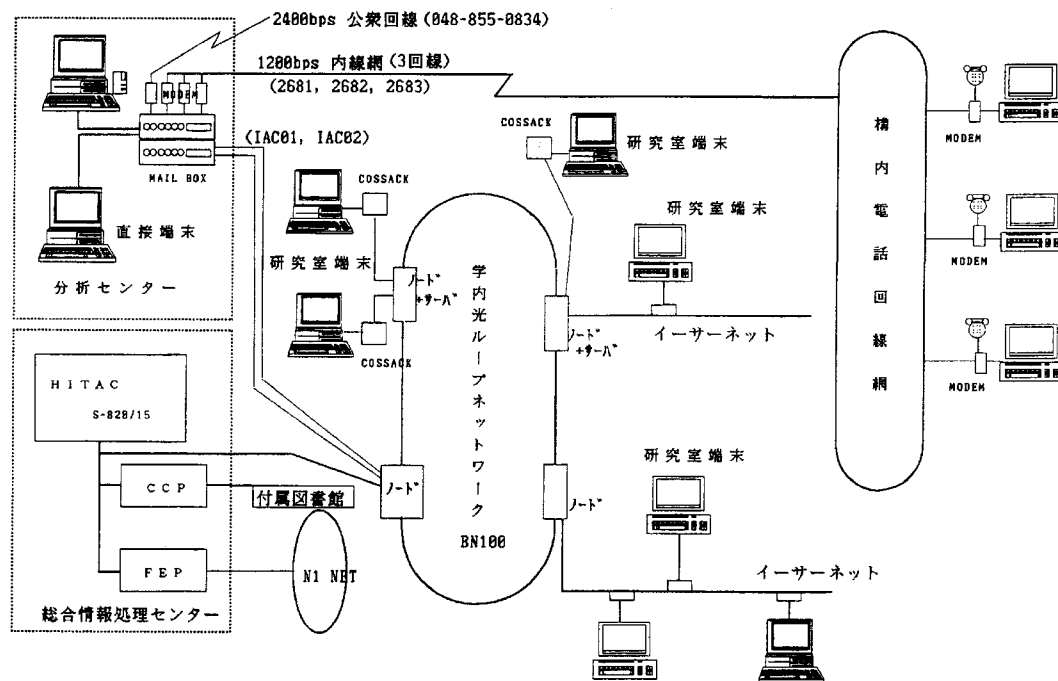 2400bps 公衆回線(048-855-0834)
1200bps 内線網(3回線)
(2681, 2682, 2683)
MODEM
(IAC01, IAC02)
MAIL BOX
直接端末
分析センター
COSSACK
研究室端末
COSSACK
ノード
+サーバ
COSSACK
研究室端末
研究室端末
ノード
+サーバ
イーサーネット
学内光ループネットワーク
BN100
構内電話回線網
MODEM
MODEM
MODEM
HITAC
S-820/15
CCP
付属図書館
FEP
N1 NET
総合情報処理センター
ノード
ノード
研究室端末
イーサーネット